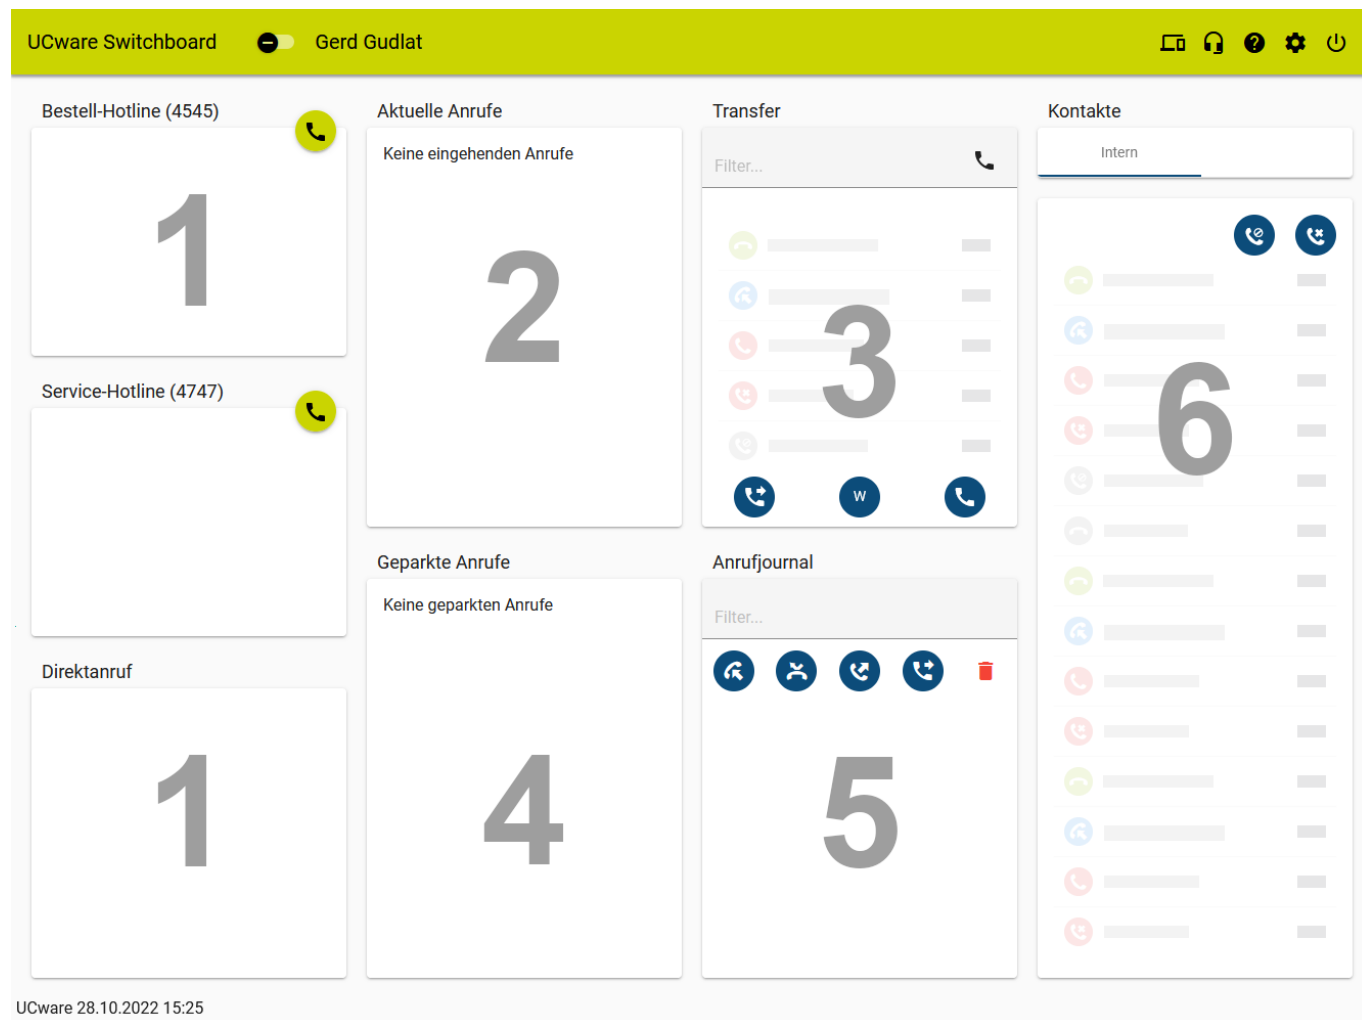 UCware Switchboard
Gerd Gudlat
Bestell-Hotline (4545)
1
Service-Hotline (4747)
Direktanruf
1
Aktuelle Anrufe
Keine eingehenden Anrufe
2
Geparkte Anrufe
Keine geparkten Anrufe
4
Transfer
Filter...
3
W
Anrufjournal
Filter...
5
Kontakte
Intern
6
UCware 28.10.2022 15:25